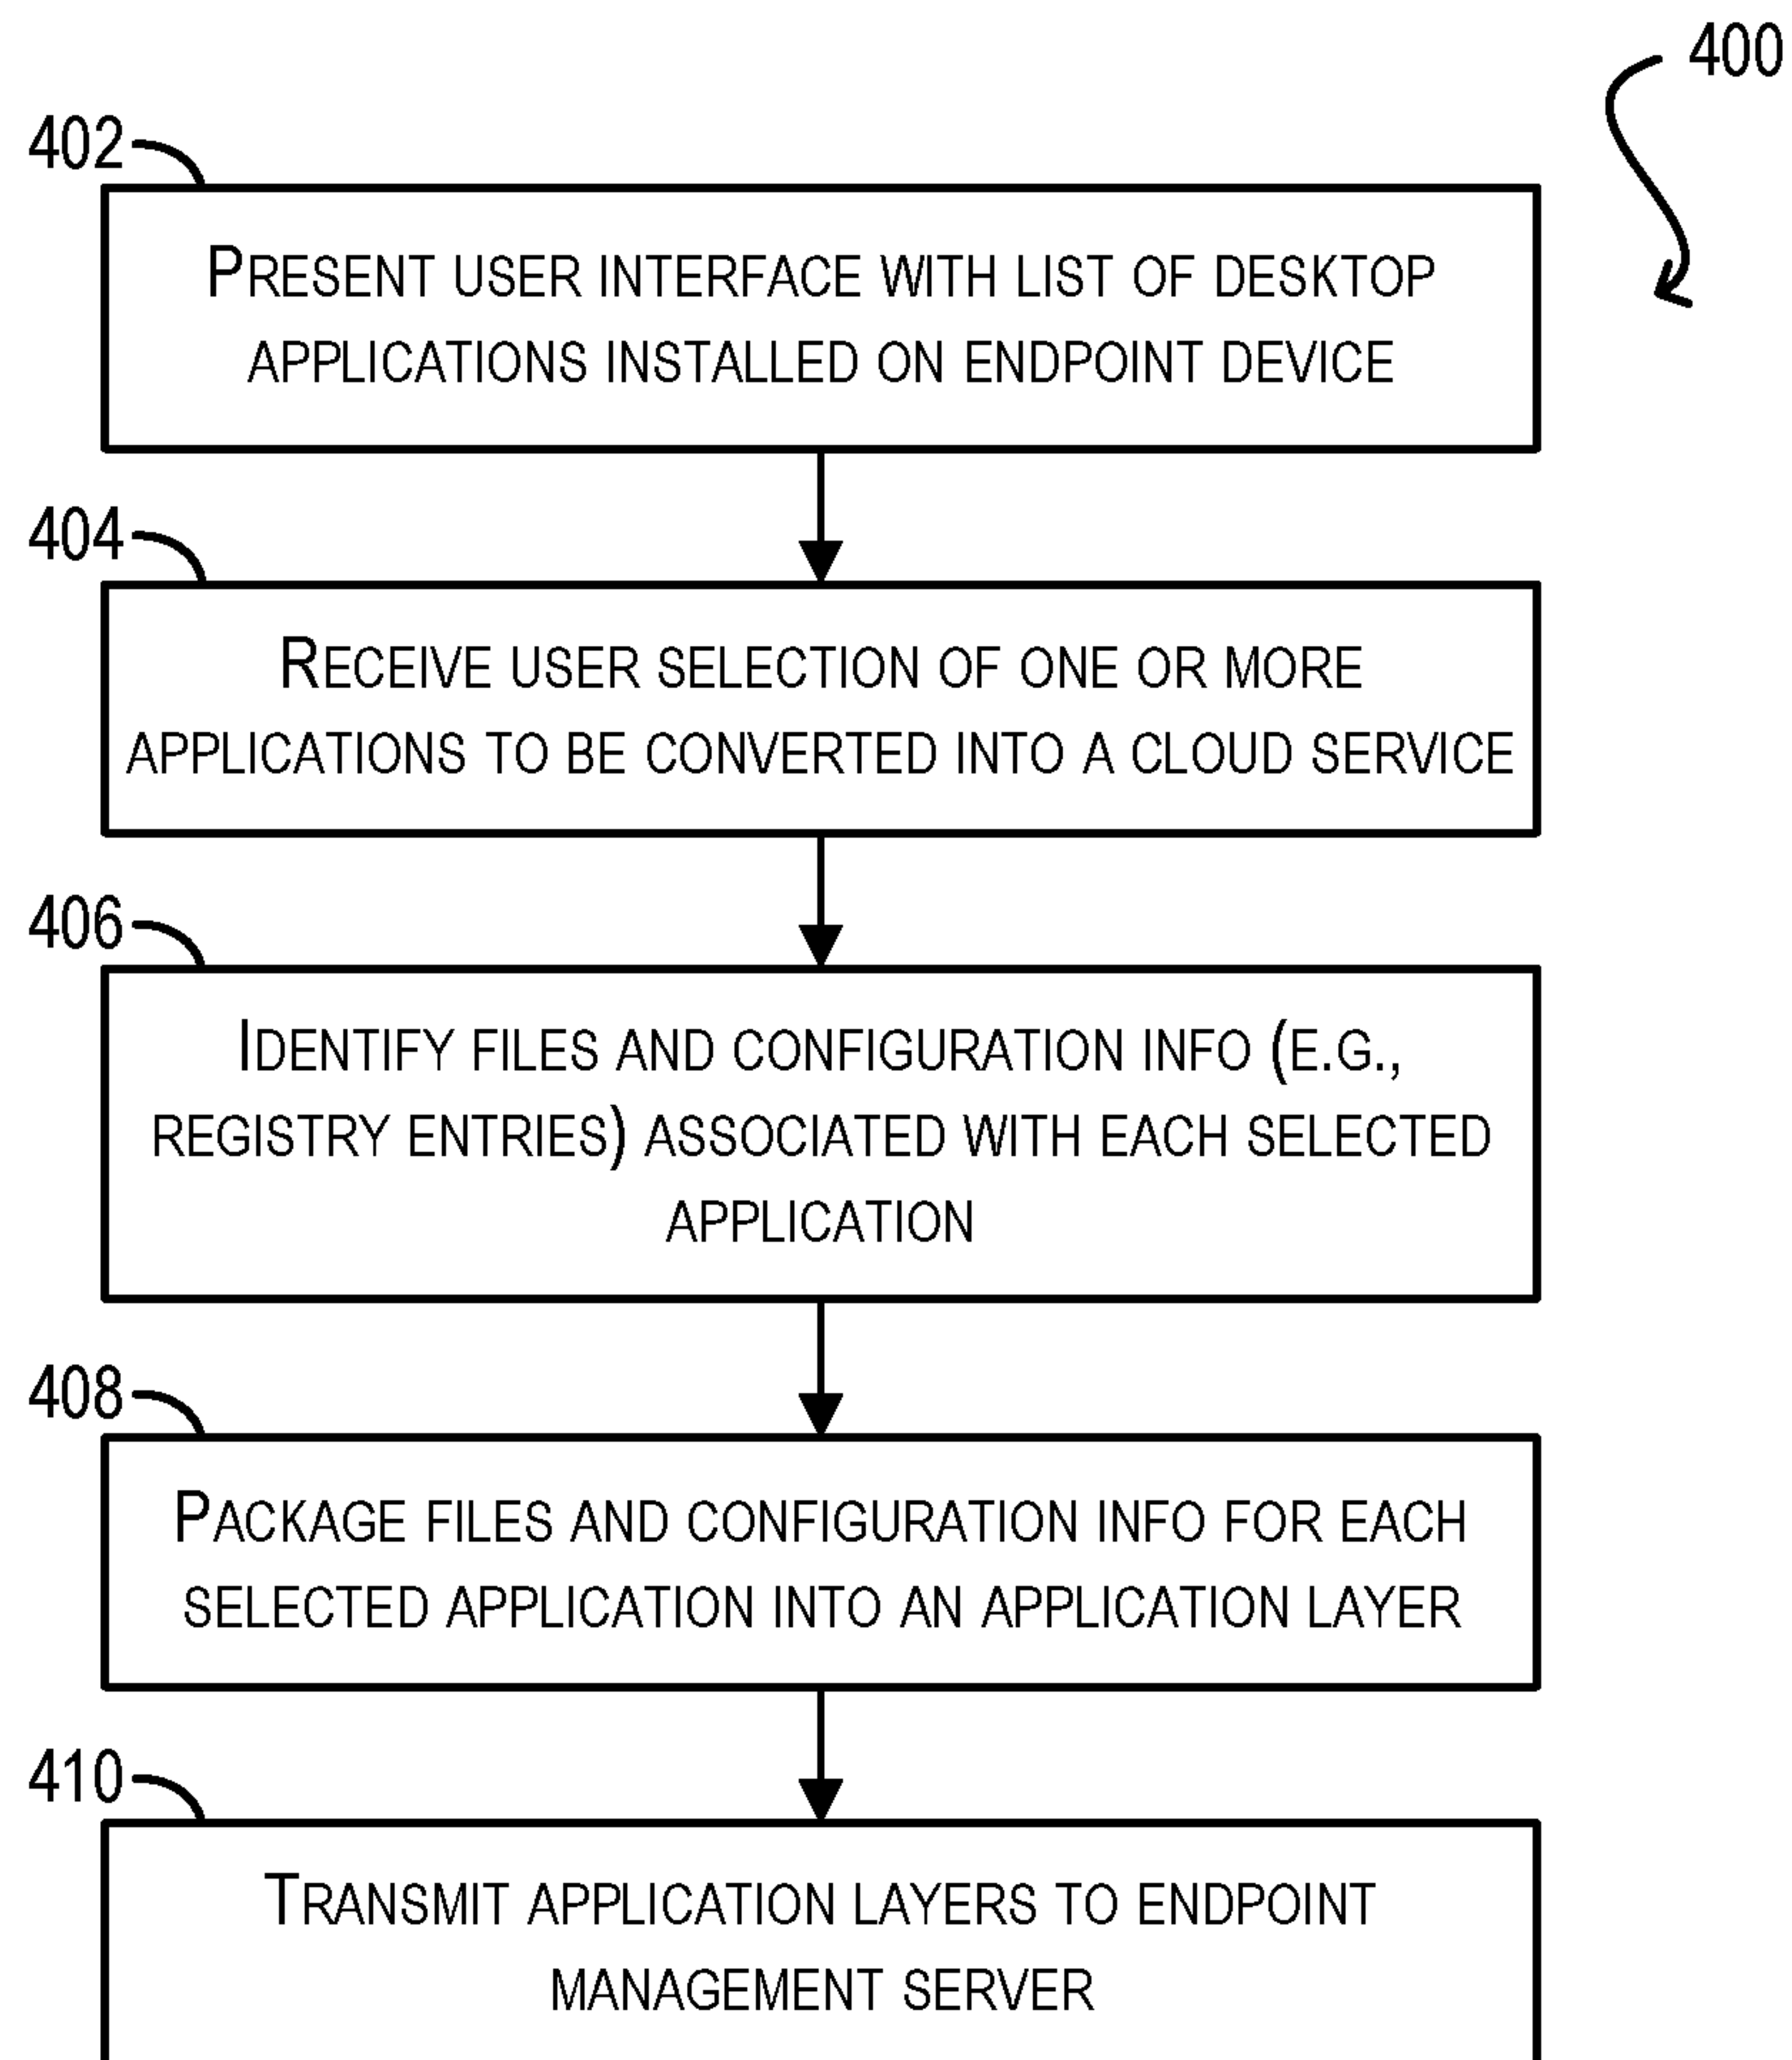 400
402
PRESENT USER INTERFACE WITH LIST OF DESKTOP
APPLICATIONS INSTALLED ON ENDPOINT DEVICE
404
RECEIVE USER SELECTION OF ONE OR MORE
APPLICATIONS TO BE CONVERTED INTO A CLOUD SERVICE
406
IDENTIFY FILES AND CONFIGURATION INFO (E.G.,
REGISTRY ENTRIES) ASSOCIATED WITH EACH SELECTED
APPLICATION
408
PACKAGE FILES AND CONFIGURATION INFO FOR EACH
SELECTED APPLICATION INTO AN APPLICATION LAYER
410
TRANSMIT APPLICATION LAYERS TO ENDPOINT
MANAGEMENT SERVER